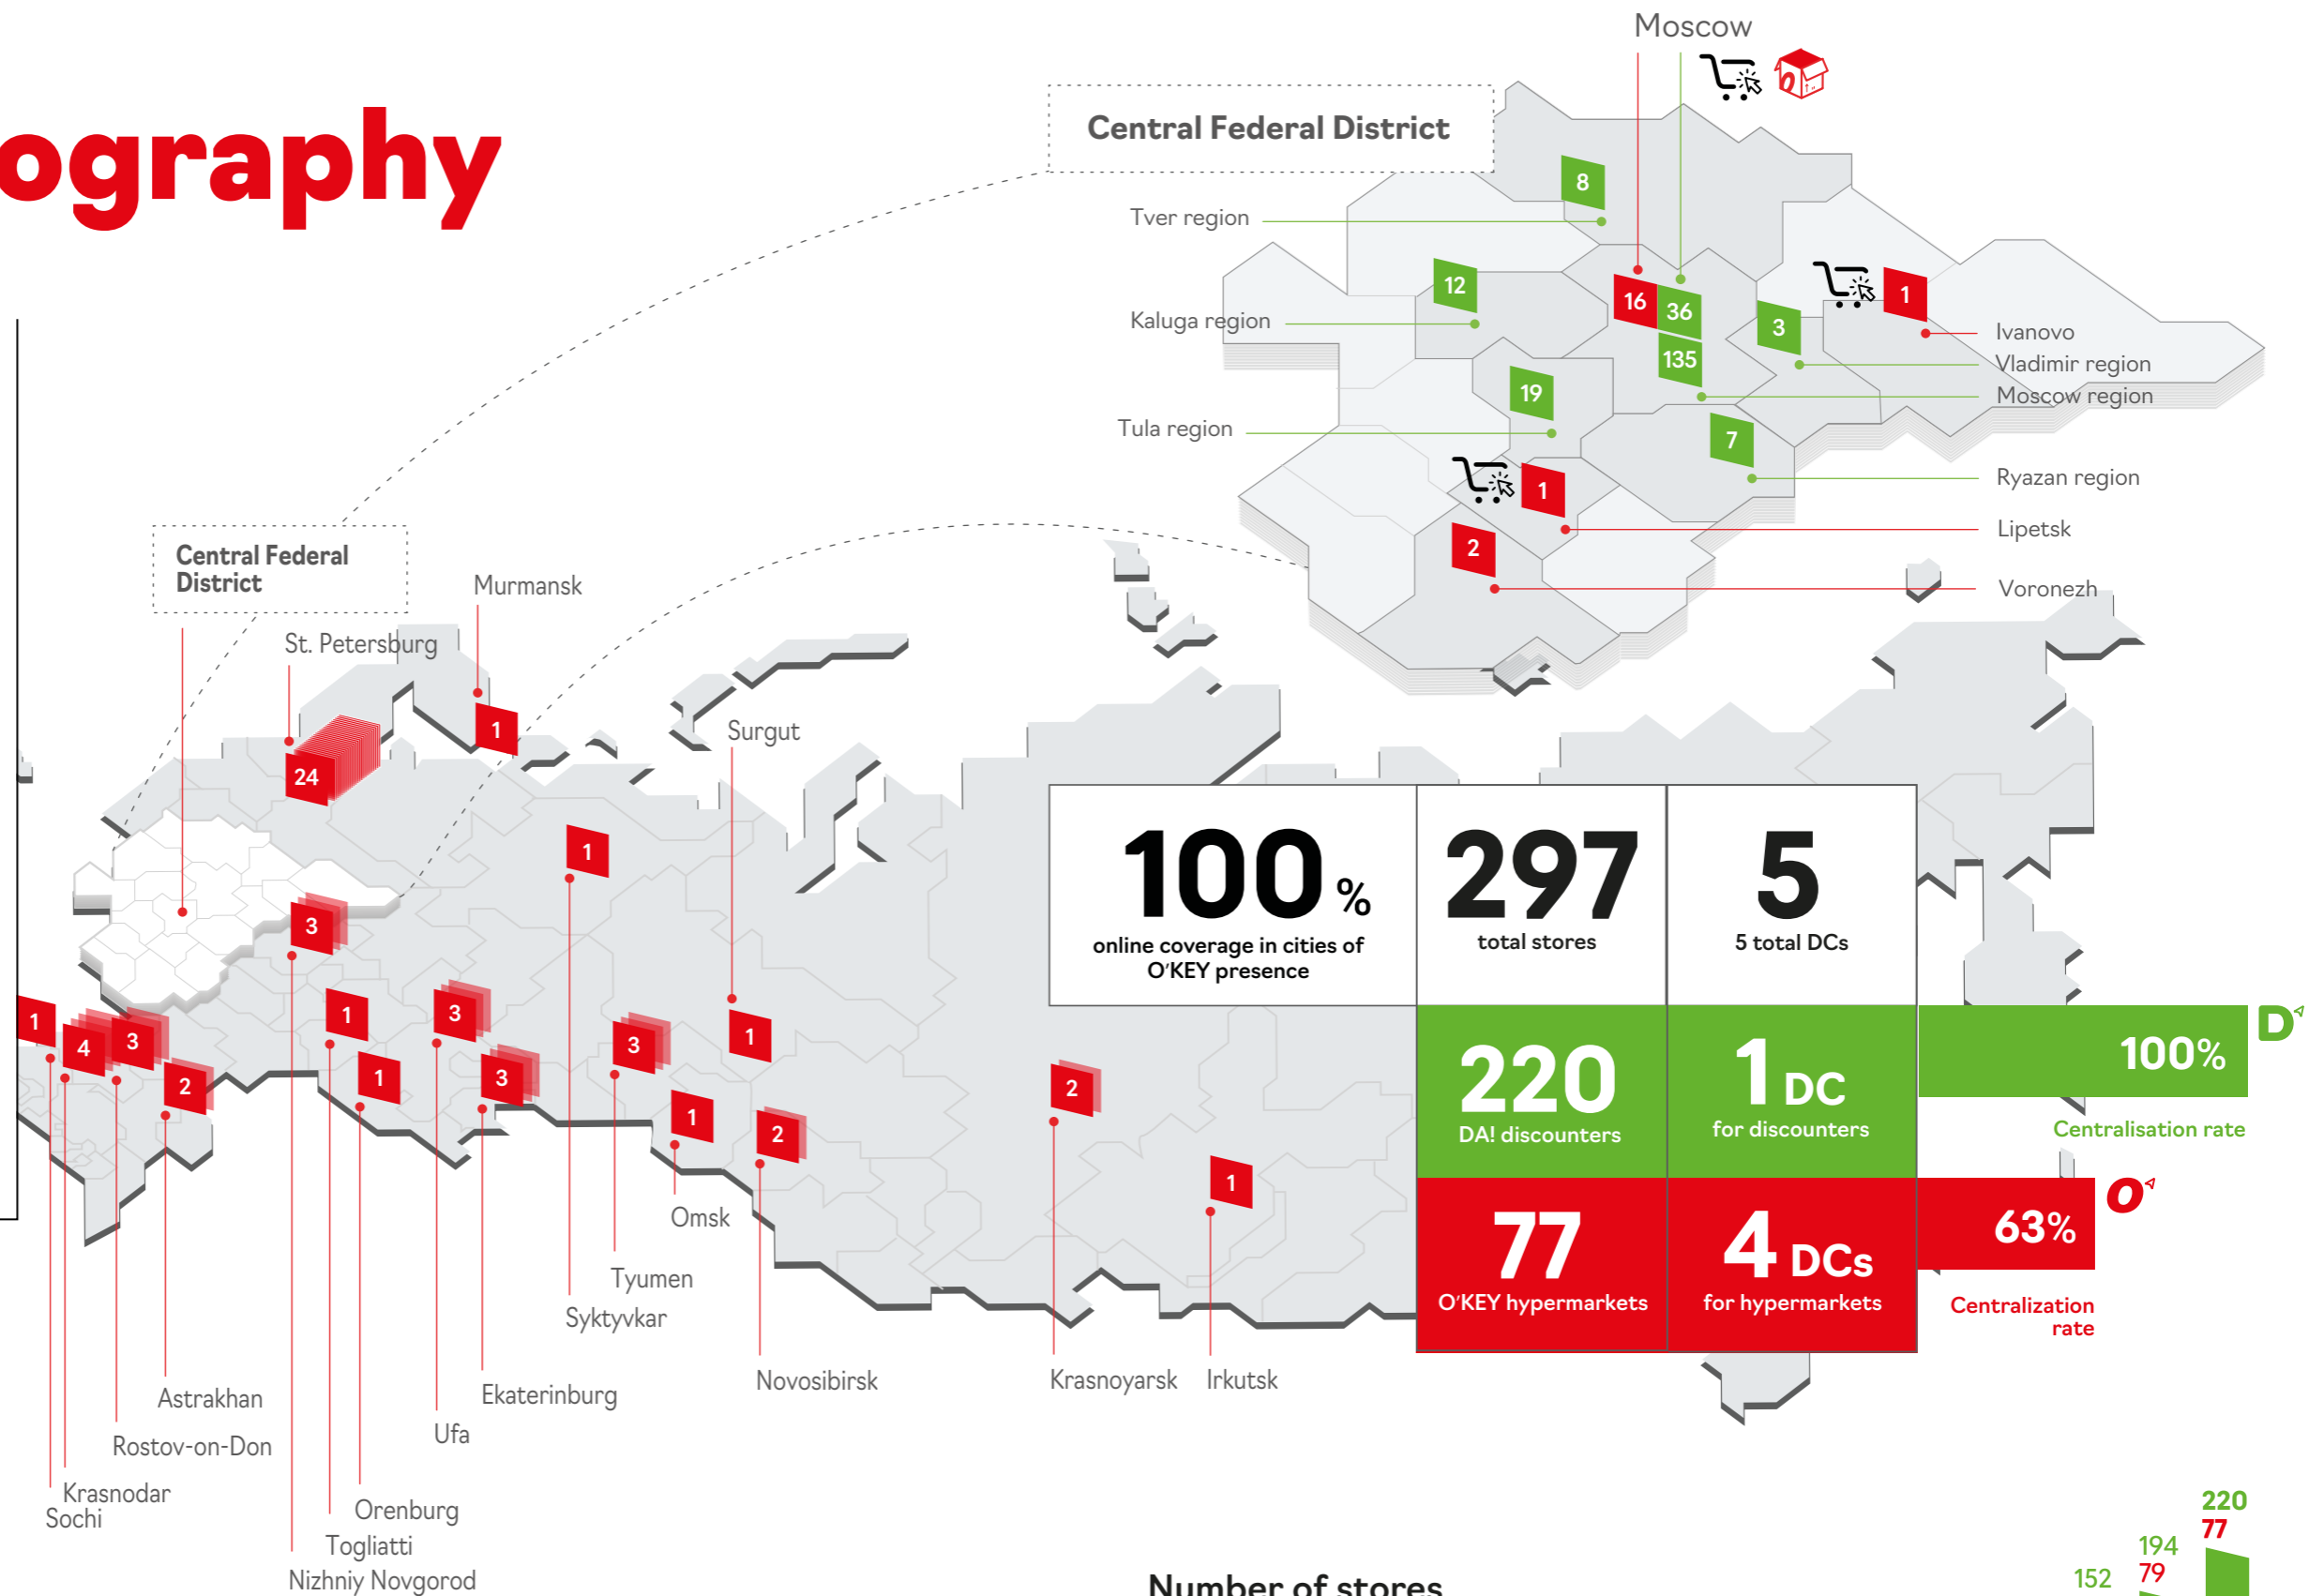 ography
Moscow
Central Federal District
8
Tver region
12
Kaluga region
16
36
135
3
1
Ivanovo
Vladimir region
Moscow region
19
Tula region
7
Ryazan region
1
Lipetsk
2
Voronezh
Central Federal
District
Murmansk
St. Petersburg
1
24
Surgut
1
3
1
4
3
2
1
1
3
3
3
1
1
2
2
1
Omsk
Tyumen
Syktyvkar
Novosibirsk
Krasnoyarsk
Irkutsk
Astrakhan
Ekaterinburg
Rostov-on-Don
Ufa
Krasnodar
Sochi
Orenburg
Togliatti
Nizhniy Novgorod
100 %
online coverage in cities of
O'KEY presence
297
total stores
5
5 total DCs
220
DA! discounters
1 DC
for discounters
100%
D
Centralisation rate
77
O'KEY hypermarkets
4 DCs
for hypermarkets
63%
O
Centralization
rate
Number of stores
152
194
79
220
77